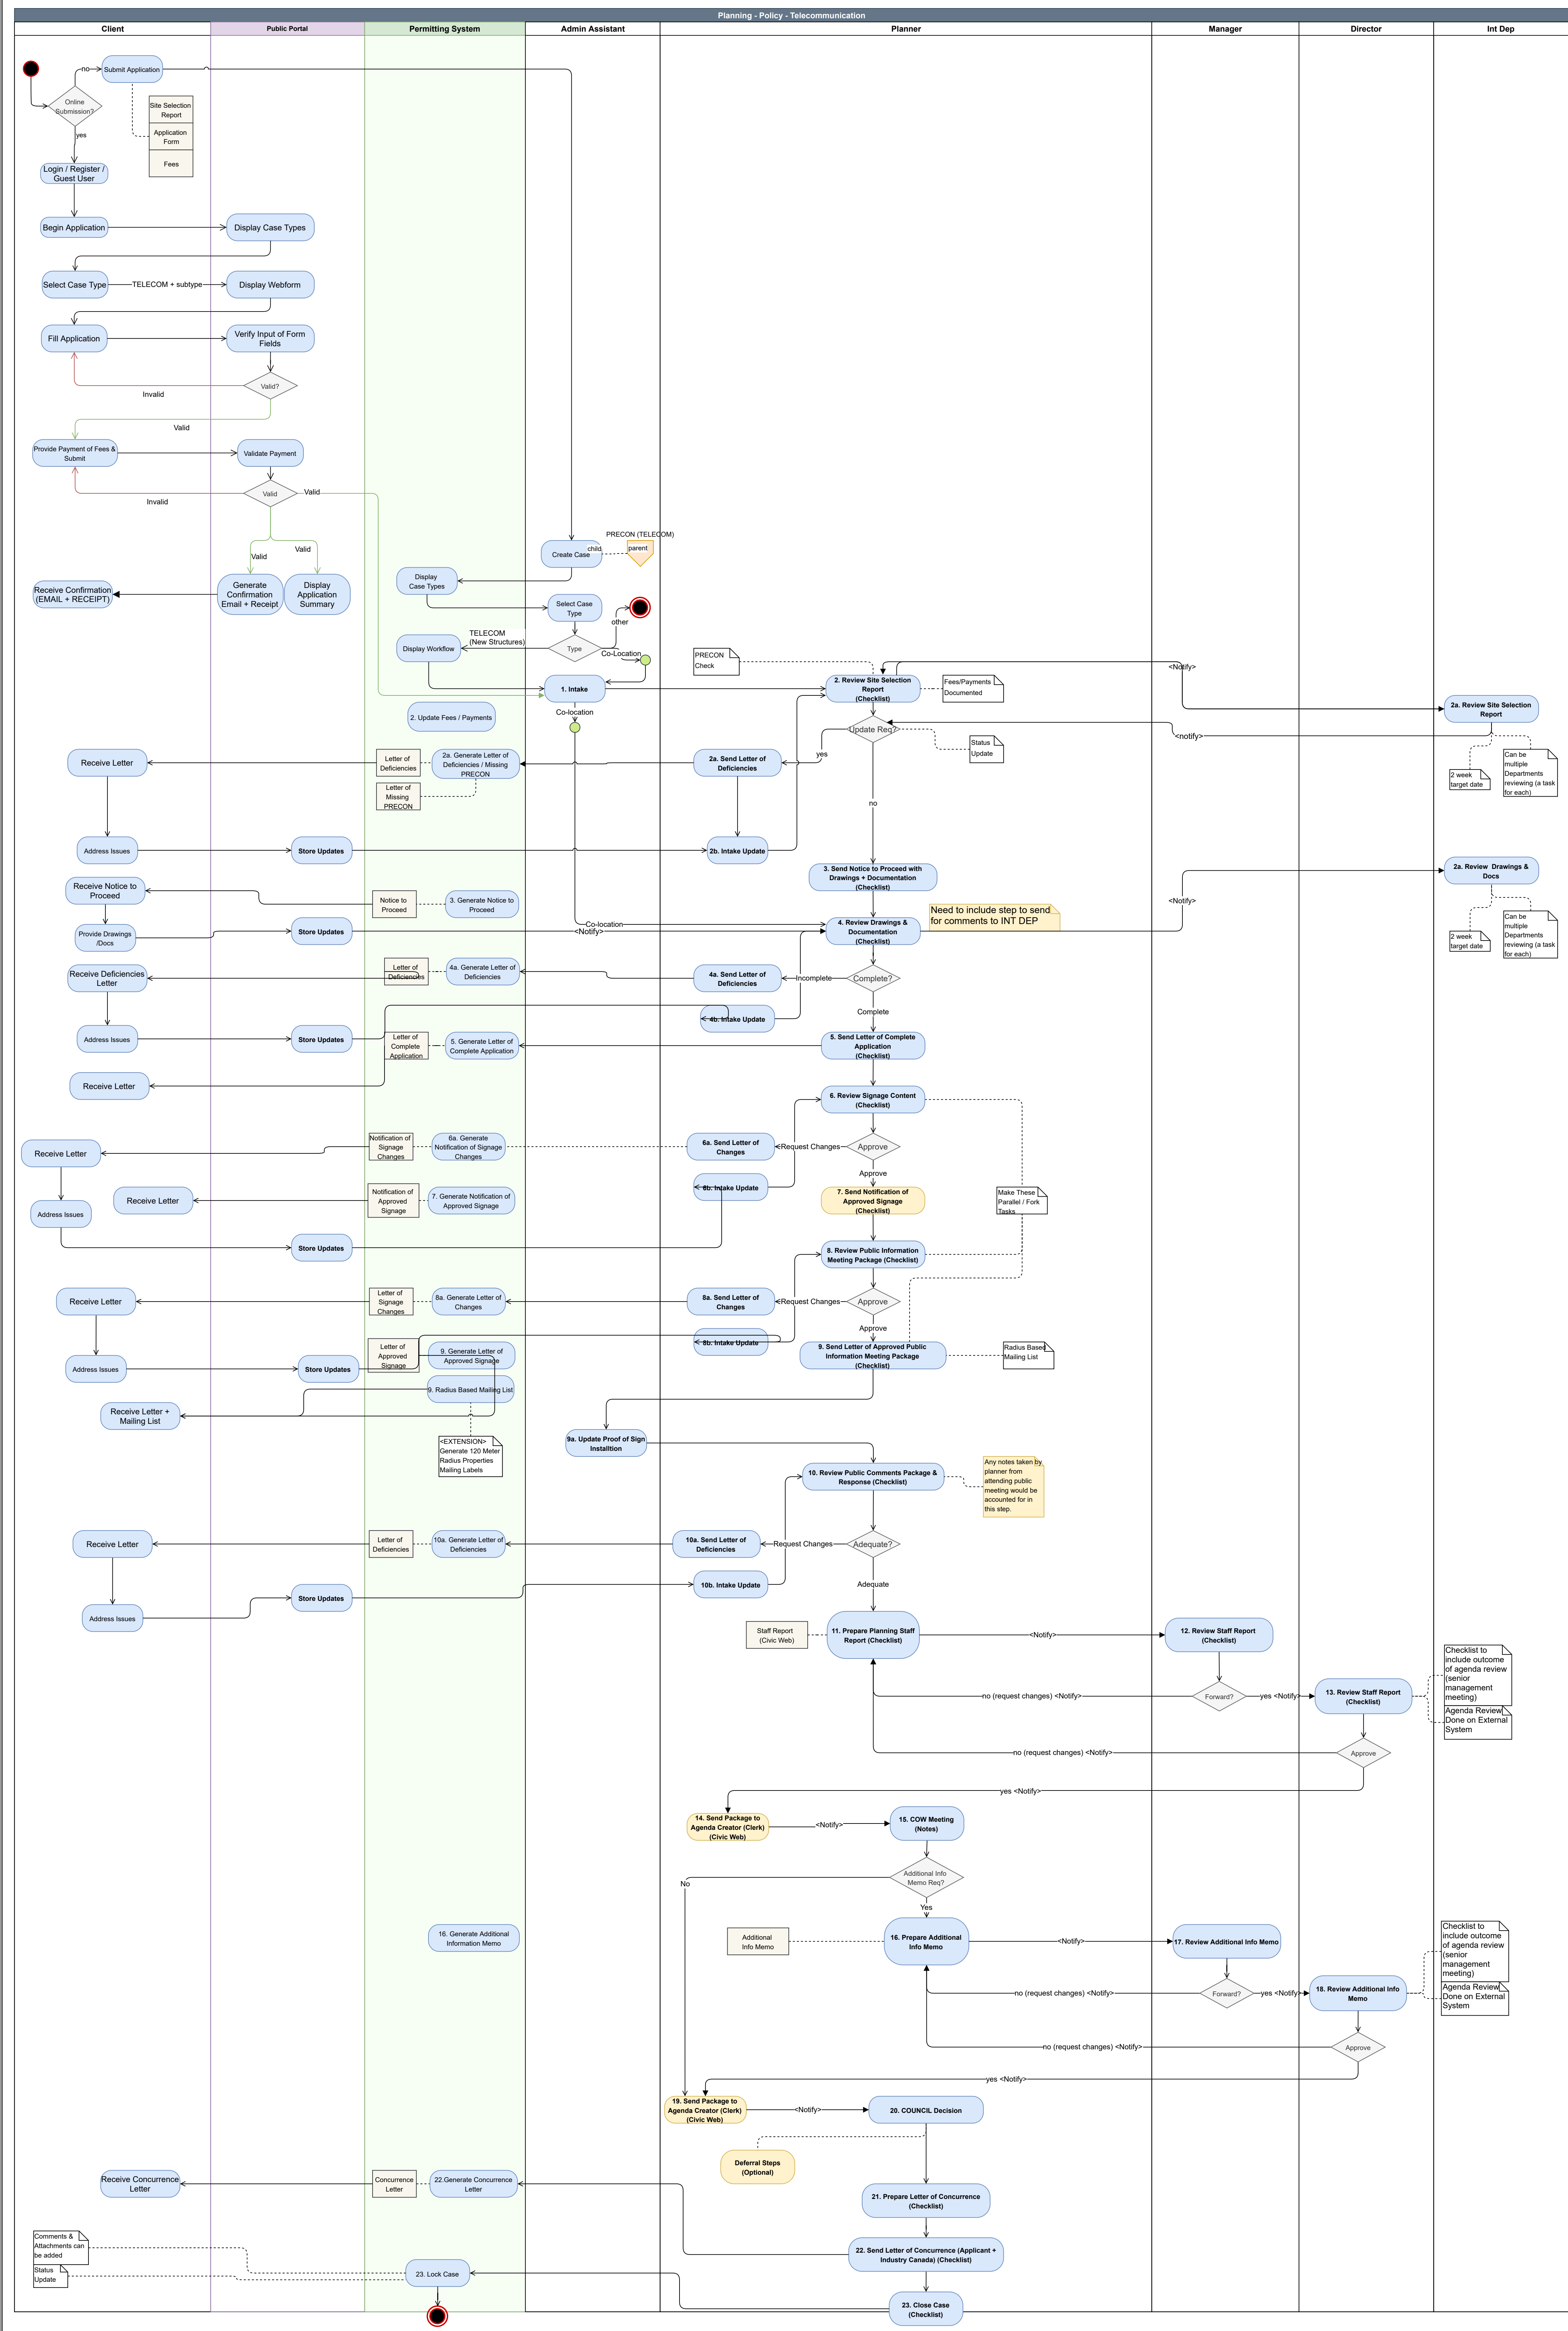 Planning - Policy - Telecommunication
Client
Public Portal
Permitting System
Admin Assistant
Planner
Manager
Director
Int Dep
no
Submit Application
Online
Submission?
yes
Site Selection
Report
Application
Form
Fees
Login / Register /
Guest User
Begin Application
Display Case Types
Select Case Type
TELECOM + subtype
Display Webform
Fill Application
Verify Input of Form
Fields
Valid?
Invalid
Valid
Provide Payment of Fees &
Submit
Validate Payment
Valid
Valid
Invalid
Valid
Valid
Receive Confirmation
(EMAIL + RECEIPT)
Generate
Confirmation
Email + Receipt
Display
Application
Summary
PRECON (TELECOM)
Create Case
child
parent
Display
Case Types
Select Case
Type
other
TELECOM
(New Structures)
Display Workflow
Type
Co-Location
1. Intake
Co-location
2. Update Fees / Payments
PRECON
Check
2. Review Site Selection
Report
(Checklist)
Fees/Payments
Documented
<Notify>
2a. Review Site Selection
Report
Update Req?
Status
Update
<notify>
yes
no
2 week
target date
Can be
multiple
Departments
reviewing (a task
for each)
Receive Letter
Letter of
Deficiencies
2a. Generate Letter of
Deficiencies / Missing
PRECON
Letter of
Missing
PRECON
2a. Send Letter of
Deficiencies
Address Issues
Store Updates
2b. Intake Update
3. Send Notice to Proceed with
Drawings + Documentation
(Checklist)
2a. Review Drawings &
Docs
Receive Notice to
Proceed
Notice to
Proceed
3. Generate Notice to
Proceed
<Notify>
Need to include step to send
for comments to INT DEP
Provide Drawings
/Docs
Store Updates
Co-location
<Notify>
4. Review Drawings &
Documentation
(Checklist)
2 week
target date
Can be
multiple
Departments
reviewing (a task
for each)
Receive Deficiencies
Letter
Letter of
Deficiencies
4a. Generate Letter of
Deficiencies
4a. Send Letter of
Deficiencies
Incomplete
Complete?
Complete
4b. Intake Update
Address Issues
Store Updates
Letter of
Complete
Application
5. Generate Letter of
Complete Application
5. Send Letter of Complete
Application
(Checklist)
Receive Letter
6. Review Signage Content
(Checklist)
Receive Letter
Notification of
Signage
Changes
6a. Generate
Notification of Signage
Changes
6a. Send Letter of
Changes
Request Changes
Approve
Approve
6b. Intake Update
Receive Letter
Notification of
Approved
Signage
7. Generate Notification of
Approved Signage
7. Send Notification of
Approved Signage
(Checklist)
Make These
Parallel / Fork
Tasks
Address Issues
Store Updates
8. Review Public Information
Meeting Package (Checklist)
Receive Letter
Letter of
Signage
Changes
8a. Generate Letter of
Changes
8a. Send Letter of
Changes
Request Changes
Approve
Approve
8b. Intake Update
Address Issues
Store Updates
Letter of
Approved
Signage
9. Generate Letter of
Approved Signage
9. Send Letter of Approved Public
Information Meeting Package
(Checklist)
Radius Based
Mailing List
9. Radius Based Mailing List
Receive Letter +
Mailing List
<EXTENSION>
Generate 120 Meter
Radius Properties
Mailing Labels
9a. Update Proof of Sign
Installtion
10. Review Public Comments Package &
Response (Checklist)
Any notes taken by
planner from
attending public
meeting would be
accounted for in
this step.
Receive Letter
Letter of
Deficiencies
10a. Generate Letter of
Deficiencies
10a. Send Letter of
Deficiencies
Request Changes
Adequate?
Adequate
10b. Intake Update
Store Updates
Address Issues
Staff Report
(Civic Web)
11. Prepare Planning Staff
Report (Checklist)
<Notify>
12. Review Staff Report
(Checklist)
Forward?
no (request changes) <Notify>
yes <Notify>
13. Review Staff Report
(Checklist)
Checklist to
include outcome
of agenda review
(senior
management
meeting)
Agenda Review
Done on External
System
no (request changes) <Notify>
Approve
yes <Notify>
14. Send Package to
Agenda Creator (Clerk)
(Civic Web)
<Notify>
15. COW Meeting
(Notes)
Additional Info
Memo Req?
No
Yes
16. Generate Additional
Information Memo
Additional
Info Memo
16. Prepare Additional
Info Memo
<Notify>
17. Review Additional Info Memo
Forward?
no (request changes) <Notify>
yes <Notify>
18. Review Additional Info
Memo
Checklist to
include outcome
of agenda review
(senior
management
meeting)
Agenda Review
Done on External
System
no (request changes) <Notify>
Approve
yes <Notify>
19. Send Package to
Agenda Creator (Clerk)
(Civic Web)
<Notify>
20. COUNCIL Decision
Deferral Steps
(Optional)
Receive Concurrence
Letter
Concurrence
Letter
22.Generate Concurrence
Letter
21. Prepare Letter of Concurrence
(Checklist)
Comments &
Attachments can
be added
Status
Update
22. Send Letter of Concurrence (Applicant +
Industry Canada) (Checklist)
23. Lock Case
23. Close Case
(Checklist)